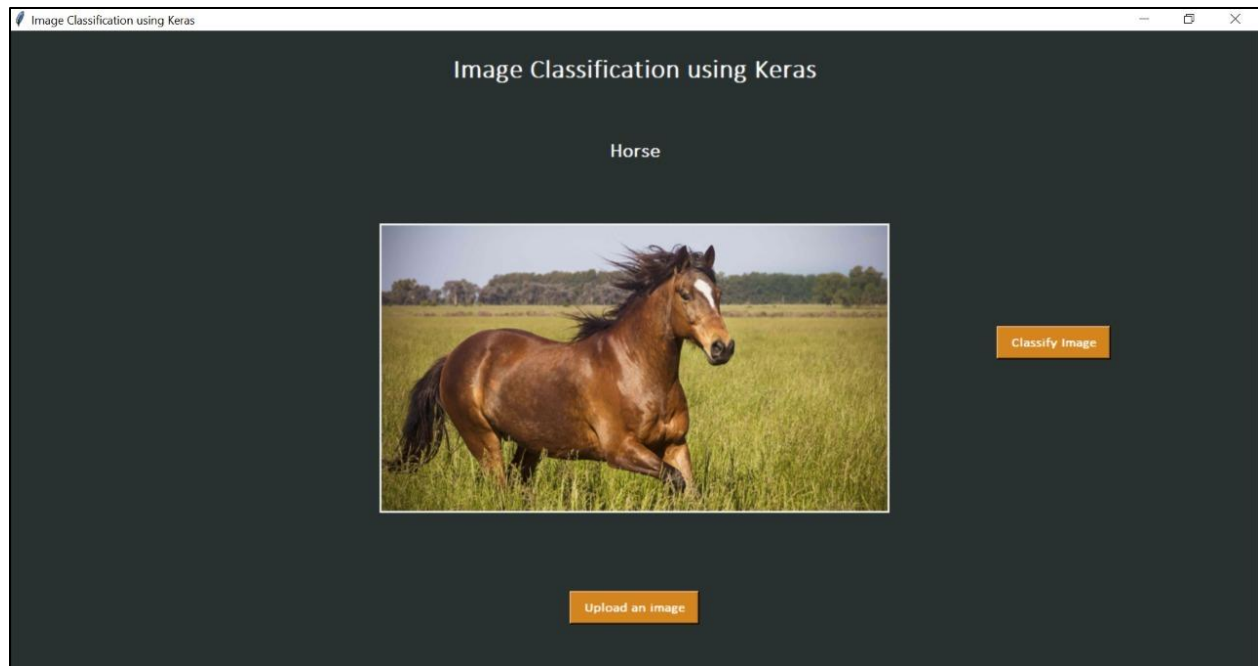 Image Classification using Keras
Image Classification using Keras
Horse
Classify Image
Upload an image